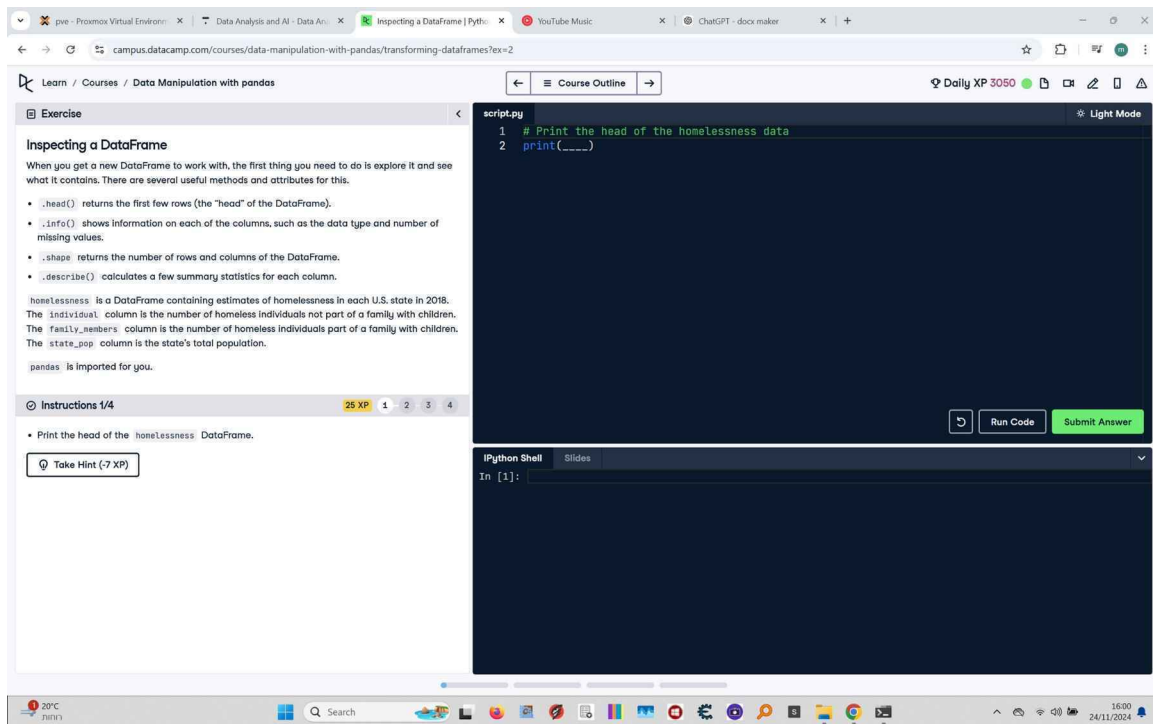 pve - Proxmox Virtual Environm
Data Analysis and AI - Data An
Inspecting a DataFrame | Pytho
YouTube Music
ChatGPT - docx maker
campus.datacamp.com/courses/data-manipulation-with-pandas/transforming-dataframes?ex=2
m
Learn / Courses / Data Manipulation with pandas
Course Outline
Daily XP 3050
Exercise
Inspecting a DataFrame
When you get a new DataFrame to work with, the first thing you need to do is explore it and see
what it contains. There are several useful methods and attributes for this.
• .head() returns the first few rows (the “head” of the DataFrame).
• .info() shows information on each of the columns, such as the data type and number of
missing values.
• .shape returns the number of rows and columns of the DataFrame.
• .describe() calculates a few summary statistics for each column.
homelessness is a DataFrame containing estimates of homelessness in each U.S. state in 2018.
The individual column is the number of homeless individuals not part of a family with children.
The family_members column is the number of homeless individuals part of a family with children.
The state_pop column is the state's total population.
pandas is imported for you.
Instructions 1/4
25 XP 1 2 3 4
• Print the head of the homelessness DataFrame.
Take Hint (-7 XP)
script.py
Light Mode
1 # Print the head of the homelessness data
2 print(____)
Run Code
Submit Answer
IPython Shell Slides
In [1]:
1
20°C
רוחות
Search
16:00
24/11/2024